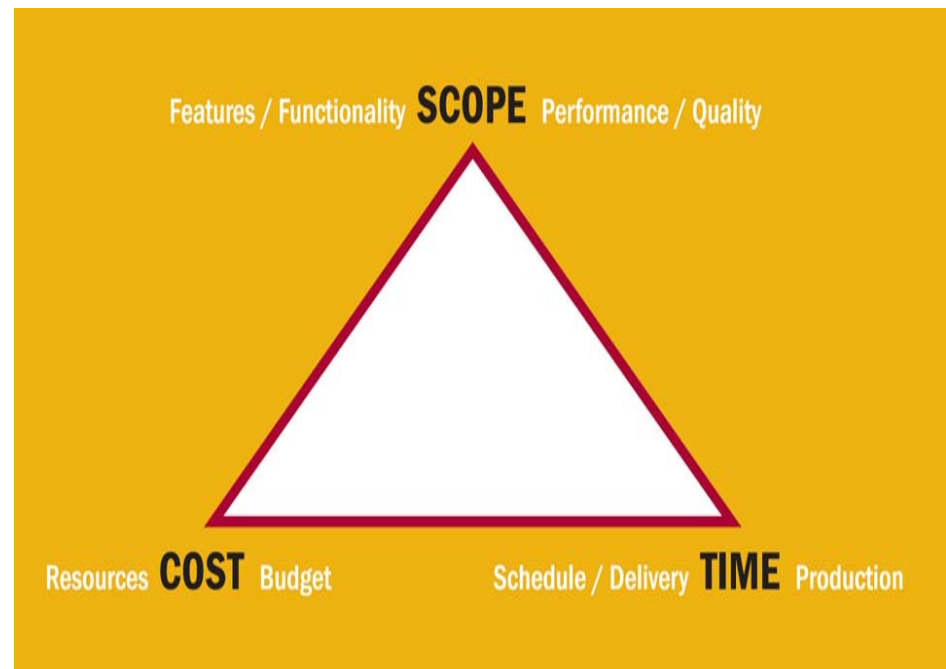 Features / Functionality SCOPE Performance / Quality
Resources COST Budget
Schedule / Delivery TIME Production